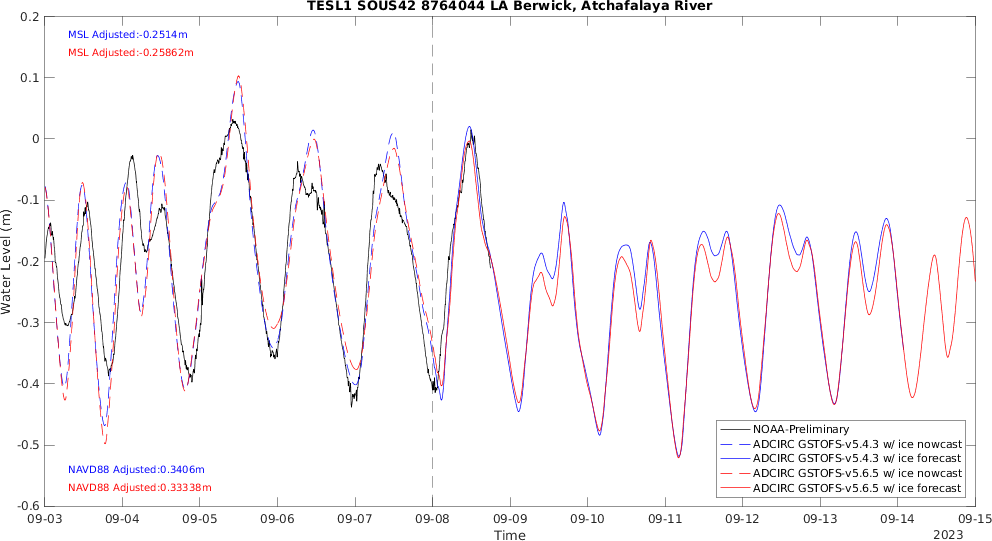 TESL1 SOUS42 8764044 LA Berwick, Atchafalaya River
MSL Adjusted:-0.2514m
MSL Adjusted:-0.25862m
0.2
0.1
0
-0.1
-0.2
-0.3
-0.4
-0.5
-0.6
Water Level (m)
NAVD88 Adjusted:0.3406m
NAVD88 Adjusted:0.33338m
NOAA-Preliminary
ADCIRC GSTOFS-v5.4.3 w/ ice nowcast
ADCIRC GSTOFS-v5.4.3 w/ ice forecast
ADCIRC GSTOFS-v5.6.5 w/ ice nowcast
ADCIRC GSTOFS-v5.6.5 w/ ice forecast
09-03 09-04 09-05 09-06 09-07 09-08 09-09 09-10 09-11 09-12 09-13 09-14 09-15
Time
2023